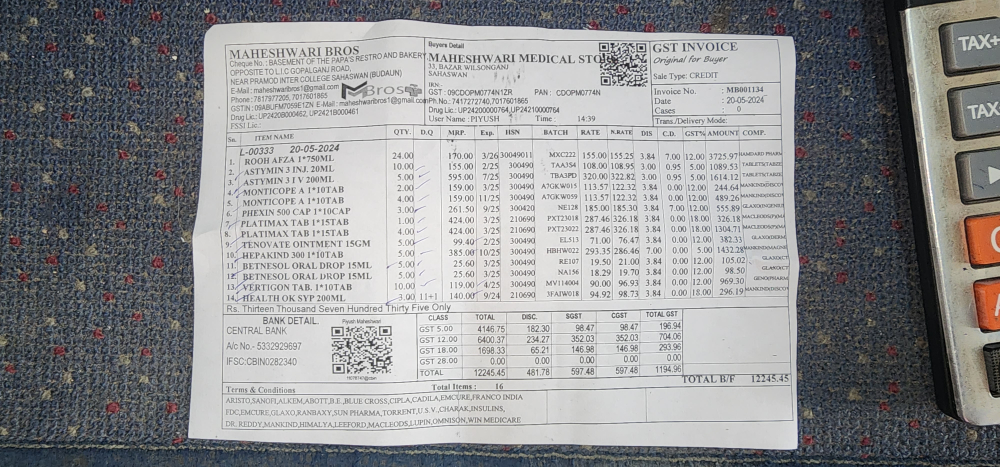 MAHESHWARI BROS
Cheque No.: BASEMENT OF THE PAPA'S RESTRO AND BAKERY
OPPOSITE TO L.I.C GOPALGANJ ROAD,
NEAR PRAMOD INTER COLLEGE SAHASWAN (BUDAUN)
E-Mail : maheshwaribros1@gmail.com
Phone : 7817977205, 7017601865
GSTIN : 09ABUFM7059E1ZN E-Mail : maheshwaribros1@gmail.com
Drug Lic.: UP2420B000462, UP2421B000461
FSSI Lic.:
MBros
Buyers Detail
MAHESHWARI MEDICAL STO
33, BAZAR WILSONGANJ
SAHASWAN
GST : 09CDOPM0774N1ZR PAN : CDOPM0774N
Ph.No.: 7417272740,7017601865
Drug Lic.: UP24200000764,UP24210000764
User Name : PIYUSH Time : 14:39
GST INVOICE
Original for Buyer
Sale Type: CREDIT
Invoice No. : MB001134
Date : 20-05-2024
Cases : 0
Trans./Delivery Mode:
Sn. ITEM NAME QTY. D.Q MRP. Exp. HSN BATCH RATE N.RATE DIS C.D. GST% AMOUNT COMP.
L-00333 20-05-2024
1. ROOH AFZA 1*750ML 24.00 170.00 3/26 30049011 MXC222 155.00 155.25 3.84 7.00 12.00 3725.97 HAMDARD PHARM
2. ASTYMIN 3 INJ. 20ML 10.00 155.00 2/25 300490 TAA354 108.00 108.95 3.00 0.95 5.00 1089.53
3. ASTYMIN 3 I V 200ML 5.00 595.00 7/25 300490 TBA3PD 320.00 322.82 3.00 0.95 5.00 1614.12
4. MONTICOPE A 1*10TAB 2.00 159.00 3/25 300490 A7GKW015 113.57 122.32 3.84 0.00 12.00 244.64
5. MONTICOPE A 1*10TAB 4.00 159.00 11/25 300490 A7GKW059 113.57 122.32 3.84 0.00 12.00 489.26
6. PHEXIN 500 CAP 1*10CAP 3.00 261.50 9/25 300420 NE128 185.00 185.30 3.84 7.00 12.00 555.89
7. PLATIMAX TAB 1*15TAB 1.00 424.00 3/25 210690 PXT23018 287.46 326.18 3.84 0.00 18.00 326.18
8. PLATIMAX TAB 1*15TAB 4.00 424.00 3/25 210690 PXT23022 287.46 326.18 3.84 0.00 18.00 1304.71
9. TENOVATE OINTMENT 15GM 5.00 99.40 2/25 300490 EL513 71.00 76.47 3.84 0.00 12.00 382.33
10. HEPAKIND 300 1*10TAB 5.00 385.00 10/25 300490 HBHW022 293.35 286.46 7.00 0.00 5.00 1432.28
11. BETNESOL ORAL DROP 15ML 5.00 25.60 3/25 300490 RE107 19.50 21.00 3.84 0.00 12.00 105.02
12. BETNESOL ORAL DROP 15ML 5.00 25.60 3/25 300490 NA156 18.29 19.70 3.84 0.00 12.00 98.50
13. VERTIGON TAB. 1*10TAB 10.00 119.00 4/25 300490 MV114004 90.00 96.93 3.84 0.00 12.00 969.30
14. HEALTH OK SYP 200ML 3.00 11+1 140.00 9/24 210690 3FAIW018 94.92 98.73 3.84 0.00 18.00 296.19
Rs. Thirteen Thousand Seven Hundred Thirty Five Only
BANK DETAIL.
CENTRAL BANK
A/c No.- 5332929697
IFSC:CBIN0282340
Piyush Maheshwari
CLASS TOTAL DISC. SGST CGST TOTAL GST
GST 5.00 4146.75 182.30 98.47 98.47 196.94
GST 12.00 6400.37 234.27 352.03 352.03 704.06
GST 18.00 1698.33 65.21 146.98 146.98 293.96
GST 28.00 0.00 0.00 0.00 0.00 0.00
TOTAL 12245.45 481.78 597.48 597.48 1194.96
TOTAL B/F 12245.45
Total Items : 16
Terms & Conditions
ARISTO,SANOFI,ALKEM,ABOTT,B.E.,BLUE CROSS,CIPLA,CADILA,EMCURE,FRANCO INDIA
FDC,EMCURE,GLAXO,RANBAXY,SUN PHARMA,TORRENT,U.S.V.,CHARAK,INSULINS,
DR. REDDY,MANKIND,HIMALYA,LEEFORD,MACLEODS,LUPIN,OMNISON,WIN MEDICARE
TAX+
TAX